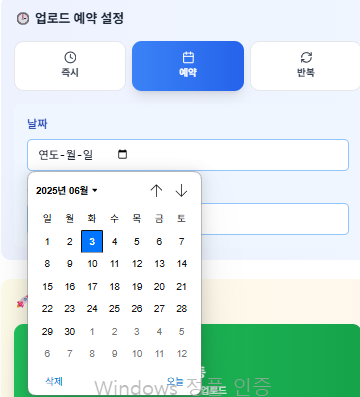 업로드 예약 설정
즉시
예약
반복
날짜
연도-월-일
2025년 06월
일 월 화 수 목 금 토
1 2 3 4 5 6 7
8 9 10 11 12 13 14
15 16 17 18 19 20 21
22 23 24 25 26 27 28
29 30 1 2 3 4 5
6 7 8 9 10 11 12
삭제 오늘
Windows 정품 인증
업로드